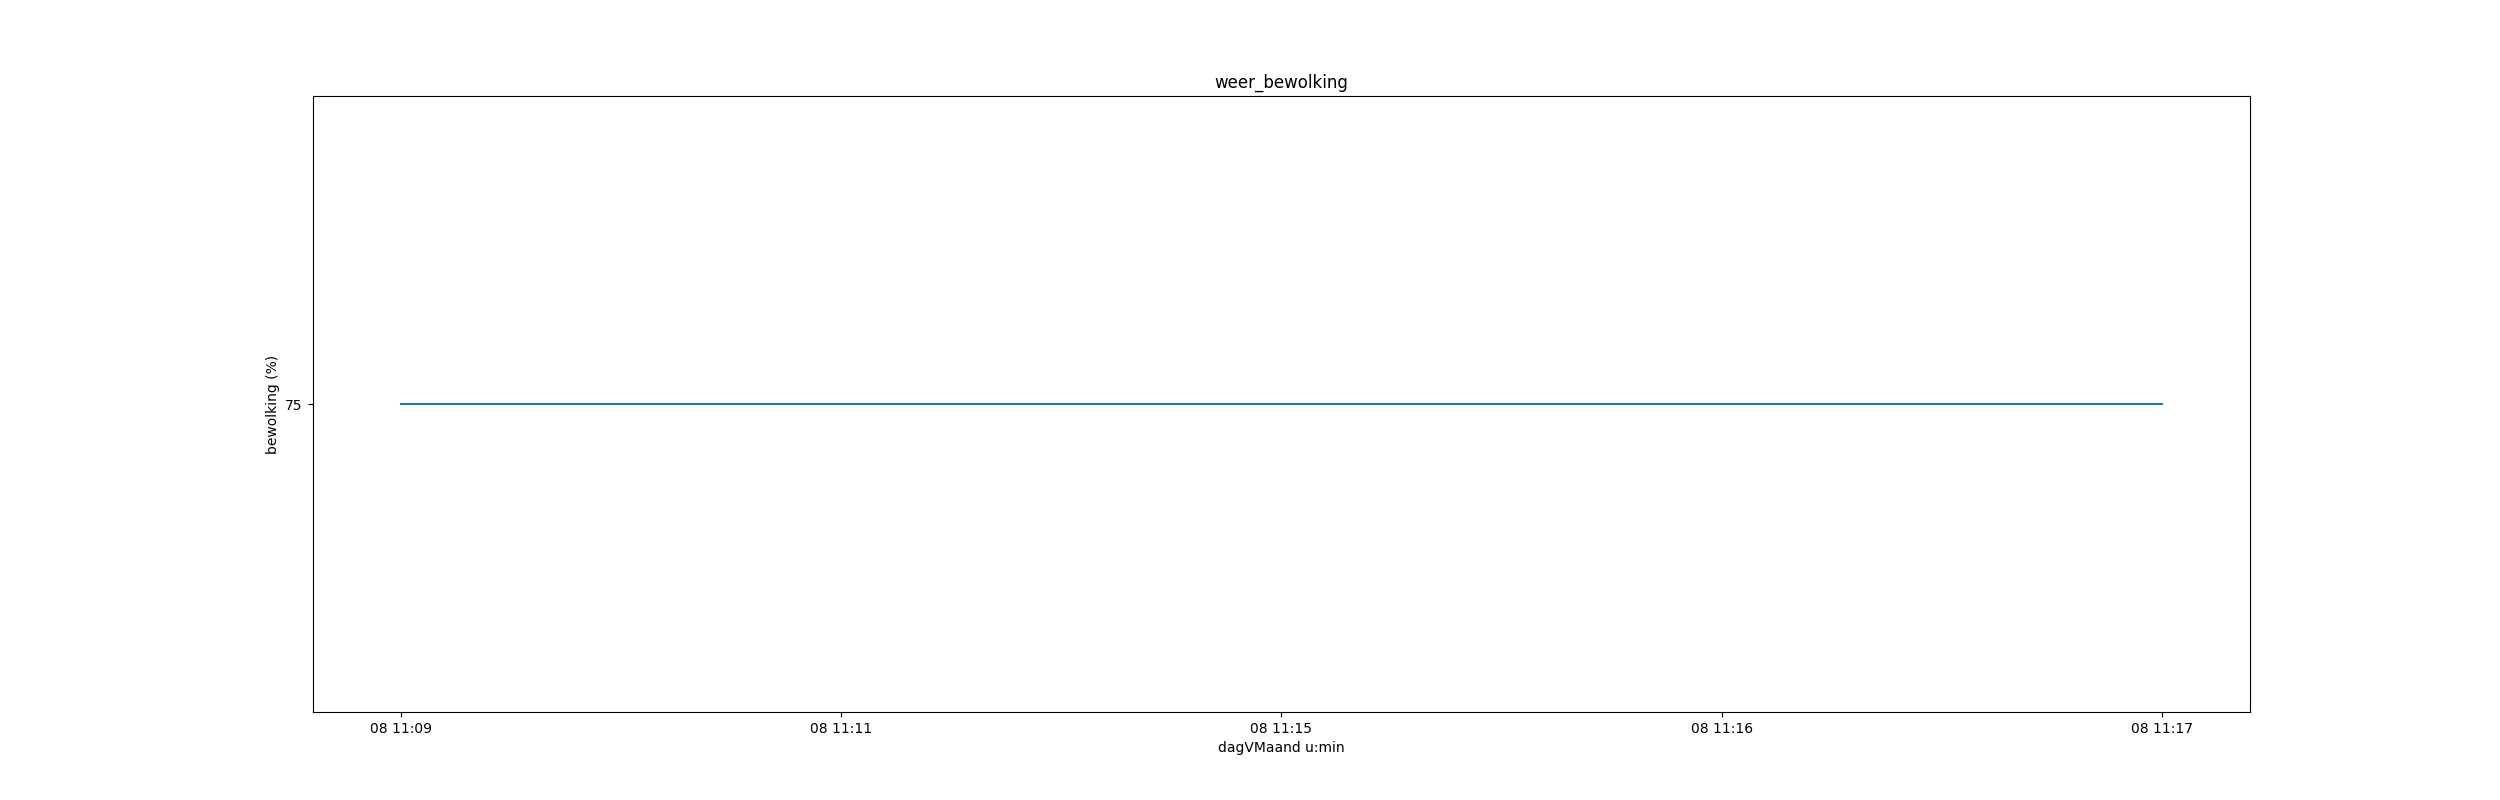 weer_bewolking
bewolking (%)
75
08 11:09 08 11:11 08 11:15 08 11:16 08 11:17
dagVMaand u:min